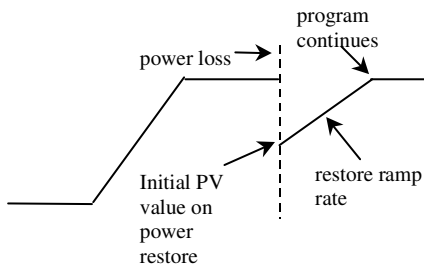 program
continues
power loss
Initial PV
value on
power
restore
restore ramp
rate